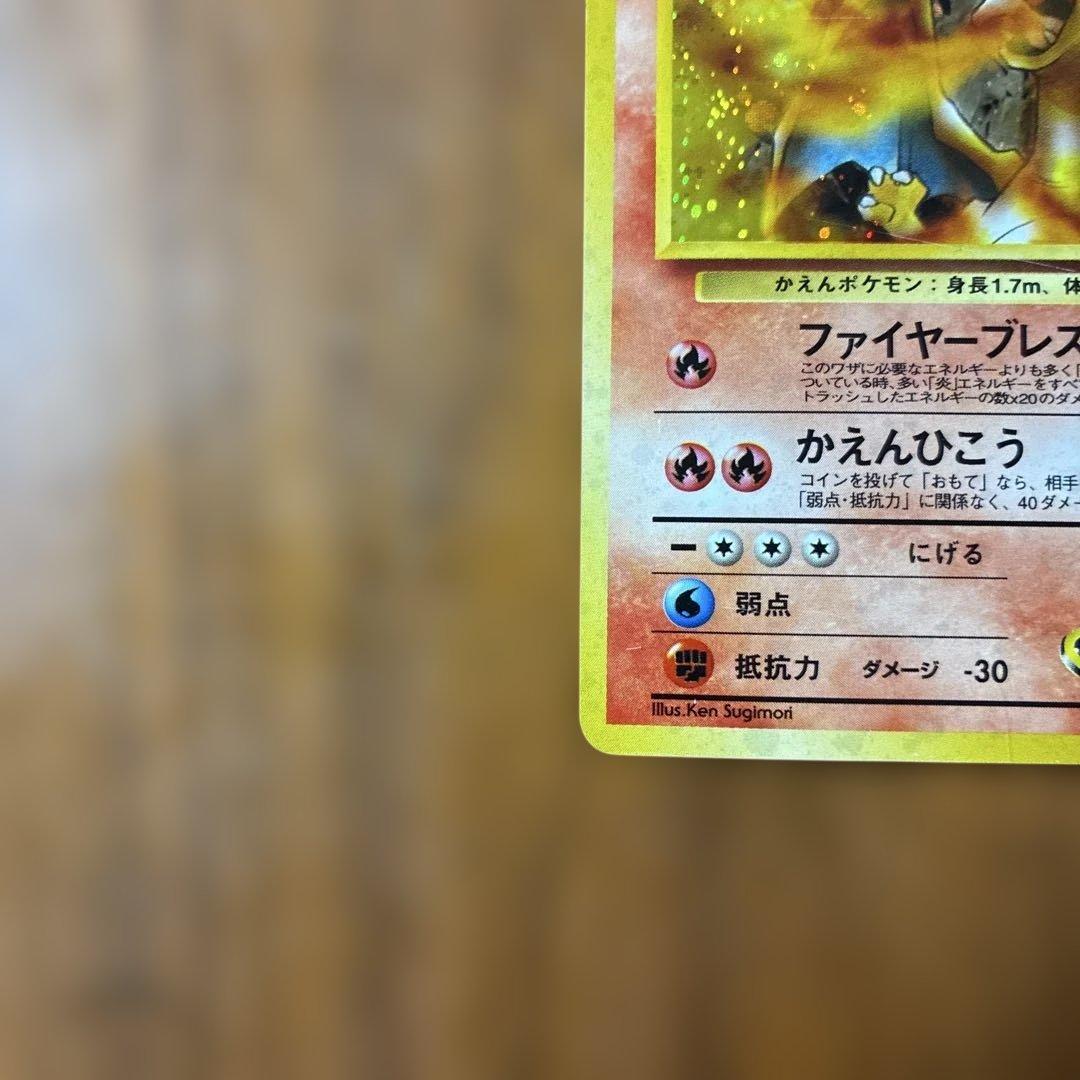 かえんポケモン：身長1.7m、体
ファイヤーブレス
このワザに必要なエネルギーよりも多く「
ついている時、多い「炎」エネルギーをすべ
トラッシュしたエネルギーの数x20のダメ
かえんひこう
コインを投げて「おもて」なら、相手
「弱点・抵抗力」に関係なく、40ダメー
にげる
弱点
抵抗力 ダメージ -30
Illus.Ken Sugimori